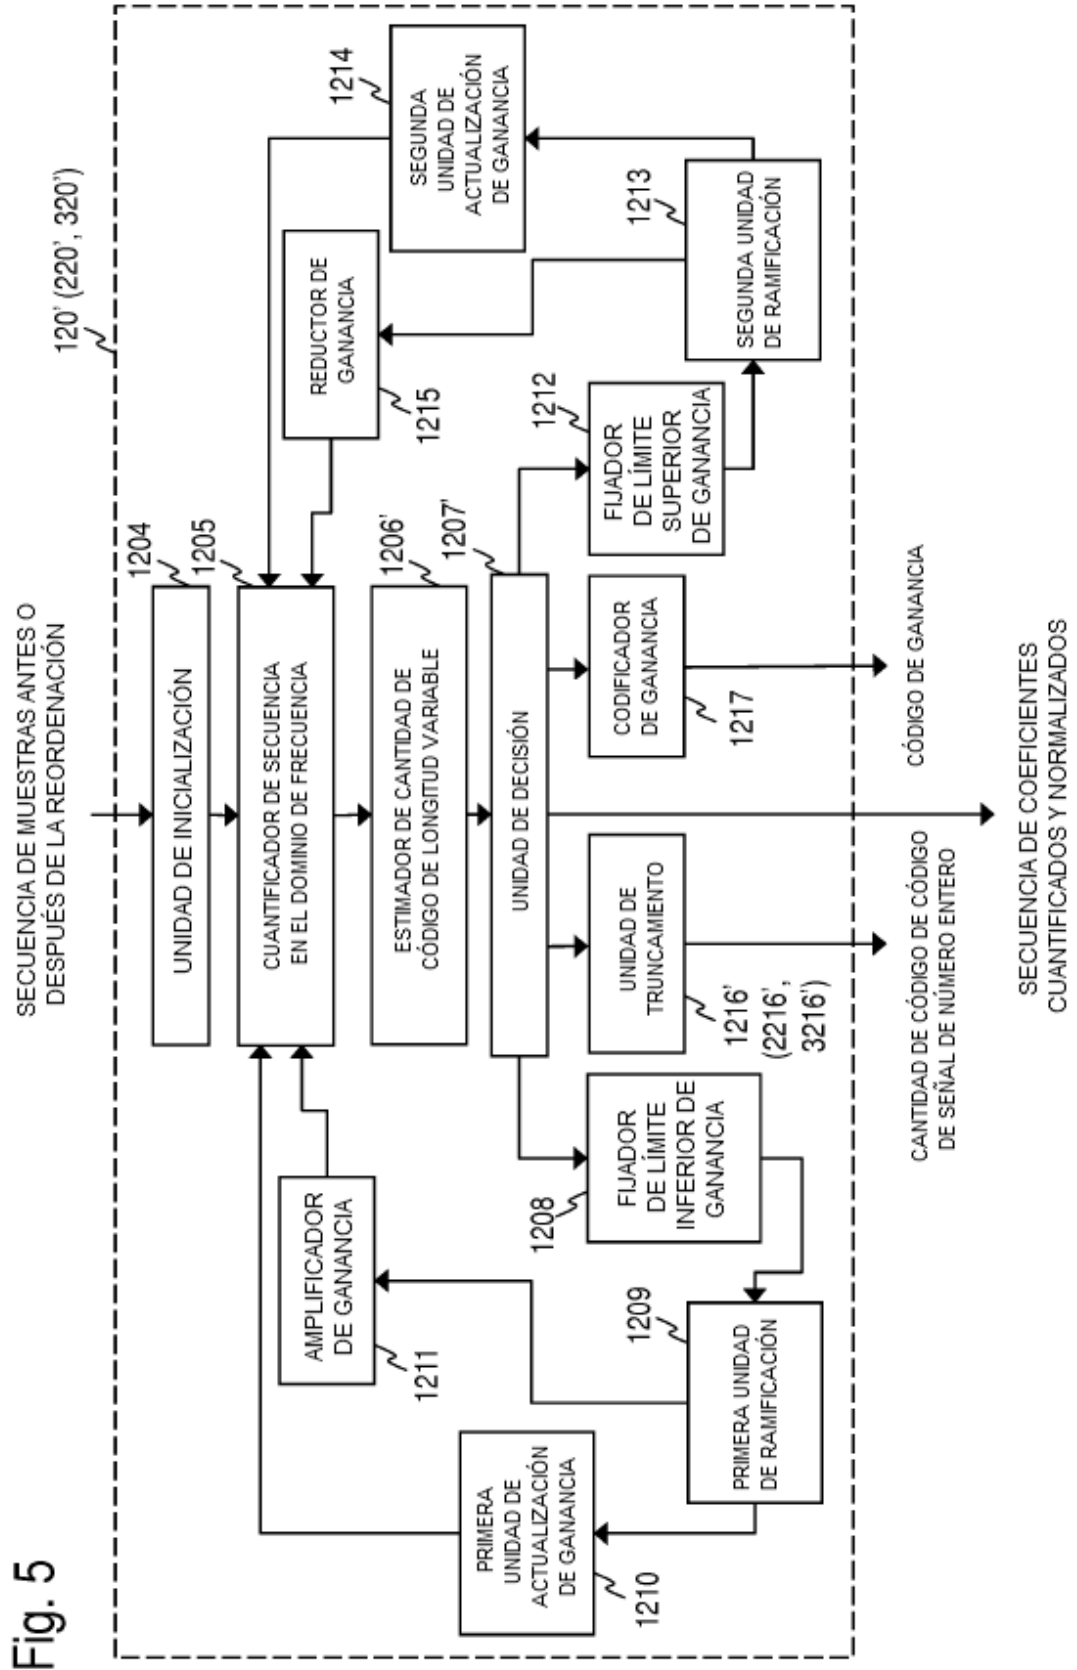 Fig. 5
SECUENCIA DE MUESTRAS ANTES O
DESPUÉS DE LA REORDENACIÓN
120' (220', 320')
1204
UNIDAD DE INICIALIZACIÓN
1205
CUANTIFICADOR DE SECUENCIA
EN EL DOMINIO DE FRECUENCIA
1206'
ESTIMADOR DE CANTIDAD DE
CÓDIGO DE LONGITUD VARIABLE
1207'
UNIDAD DE DECISIÓN
AMPLIFICADOR
DE GANANCIA
1211
REDUCTOR DE
GANANCIA
1215
PRIMERA
UNIDAD DE
ACTUALIZACIÓN
DE GANANCIA
1210
1214
SEGUNDA
UNIDAD DE
ACTUALIZACIÓN
DE GANANCIA
1208
FIJADOR
DE LÍMITE
INFERIOR DE
GANANCIA
UNIDAD DE
TRUNCAMIENTO
1216'
(2216',
3216')
CODIFICADOR
DE GANANCIA
1217
1212
FIJADOR
DE LÍMITE
SUPERIOR
DE GANANCIA
1209
PRIMERA UNIDAD
DE RAMIFICACIÓN
1213
SEGUNDA UNIDAD
DE RAMIFICACIÓN
CANTIDAD DE CÓDIGO DE CÓDIGO
DE SEÑAL DE NÚMERO ENTERO
CÓDIGO DE GANANCIA
SECUENCIA DE COEFICIENTES
CUANTIFICADOS Y NORMALIZADOS